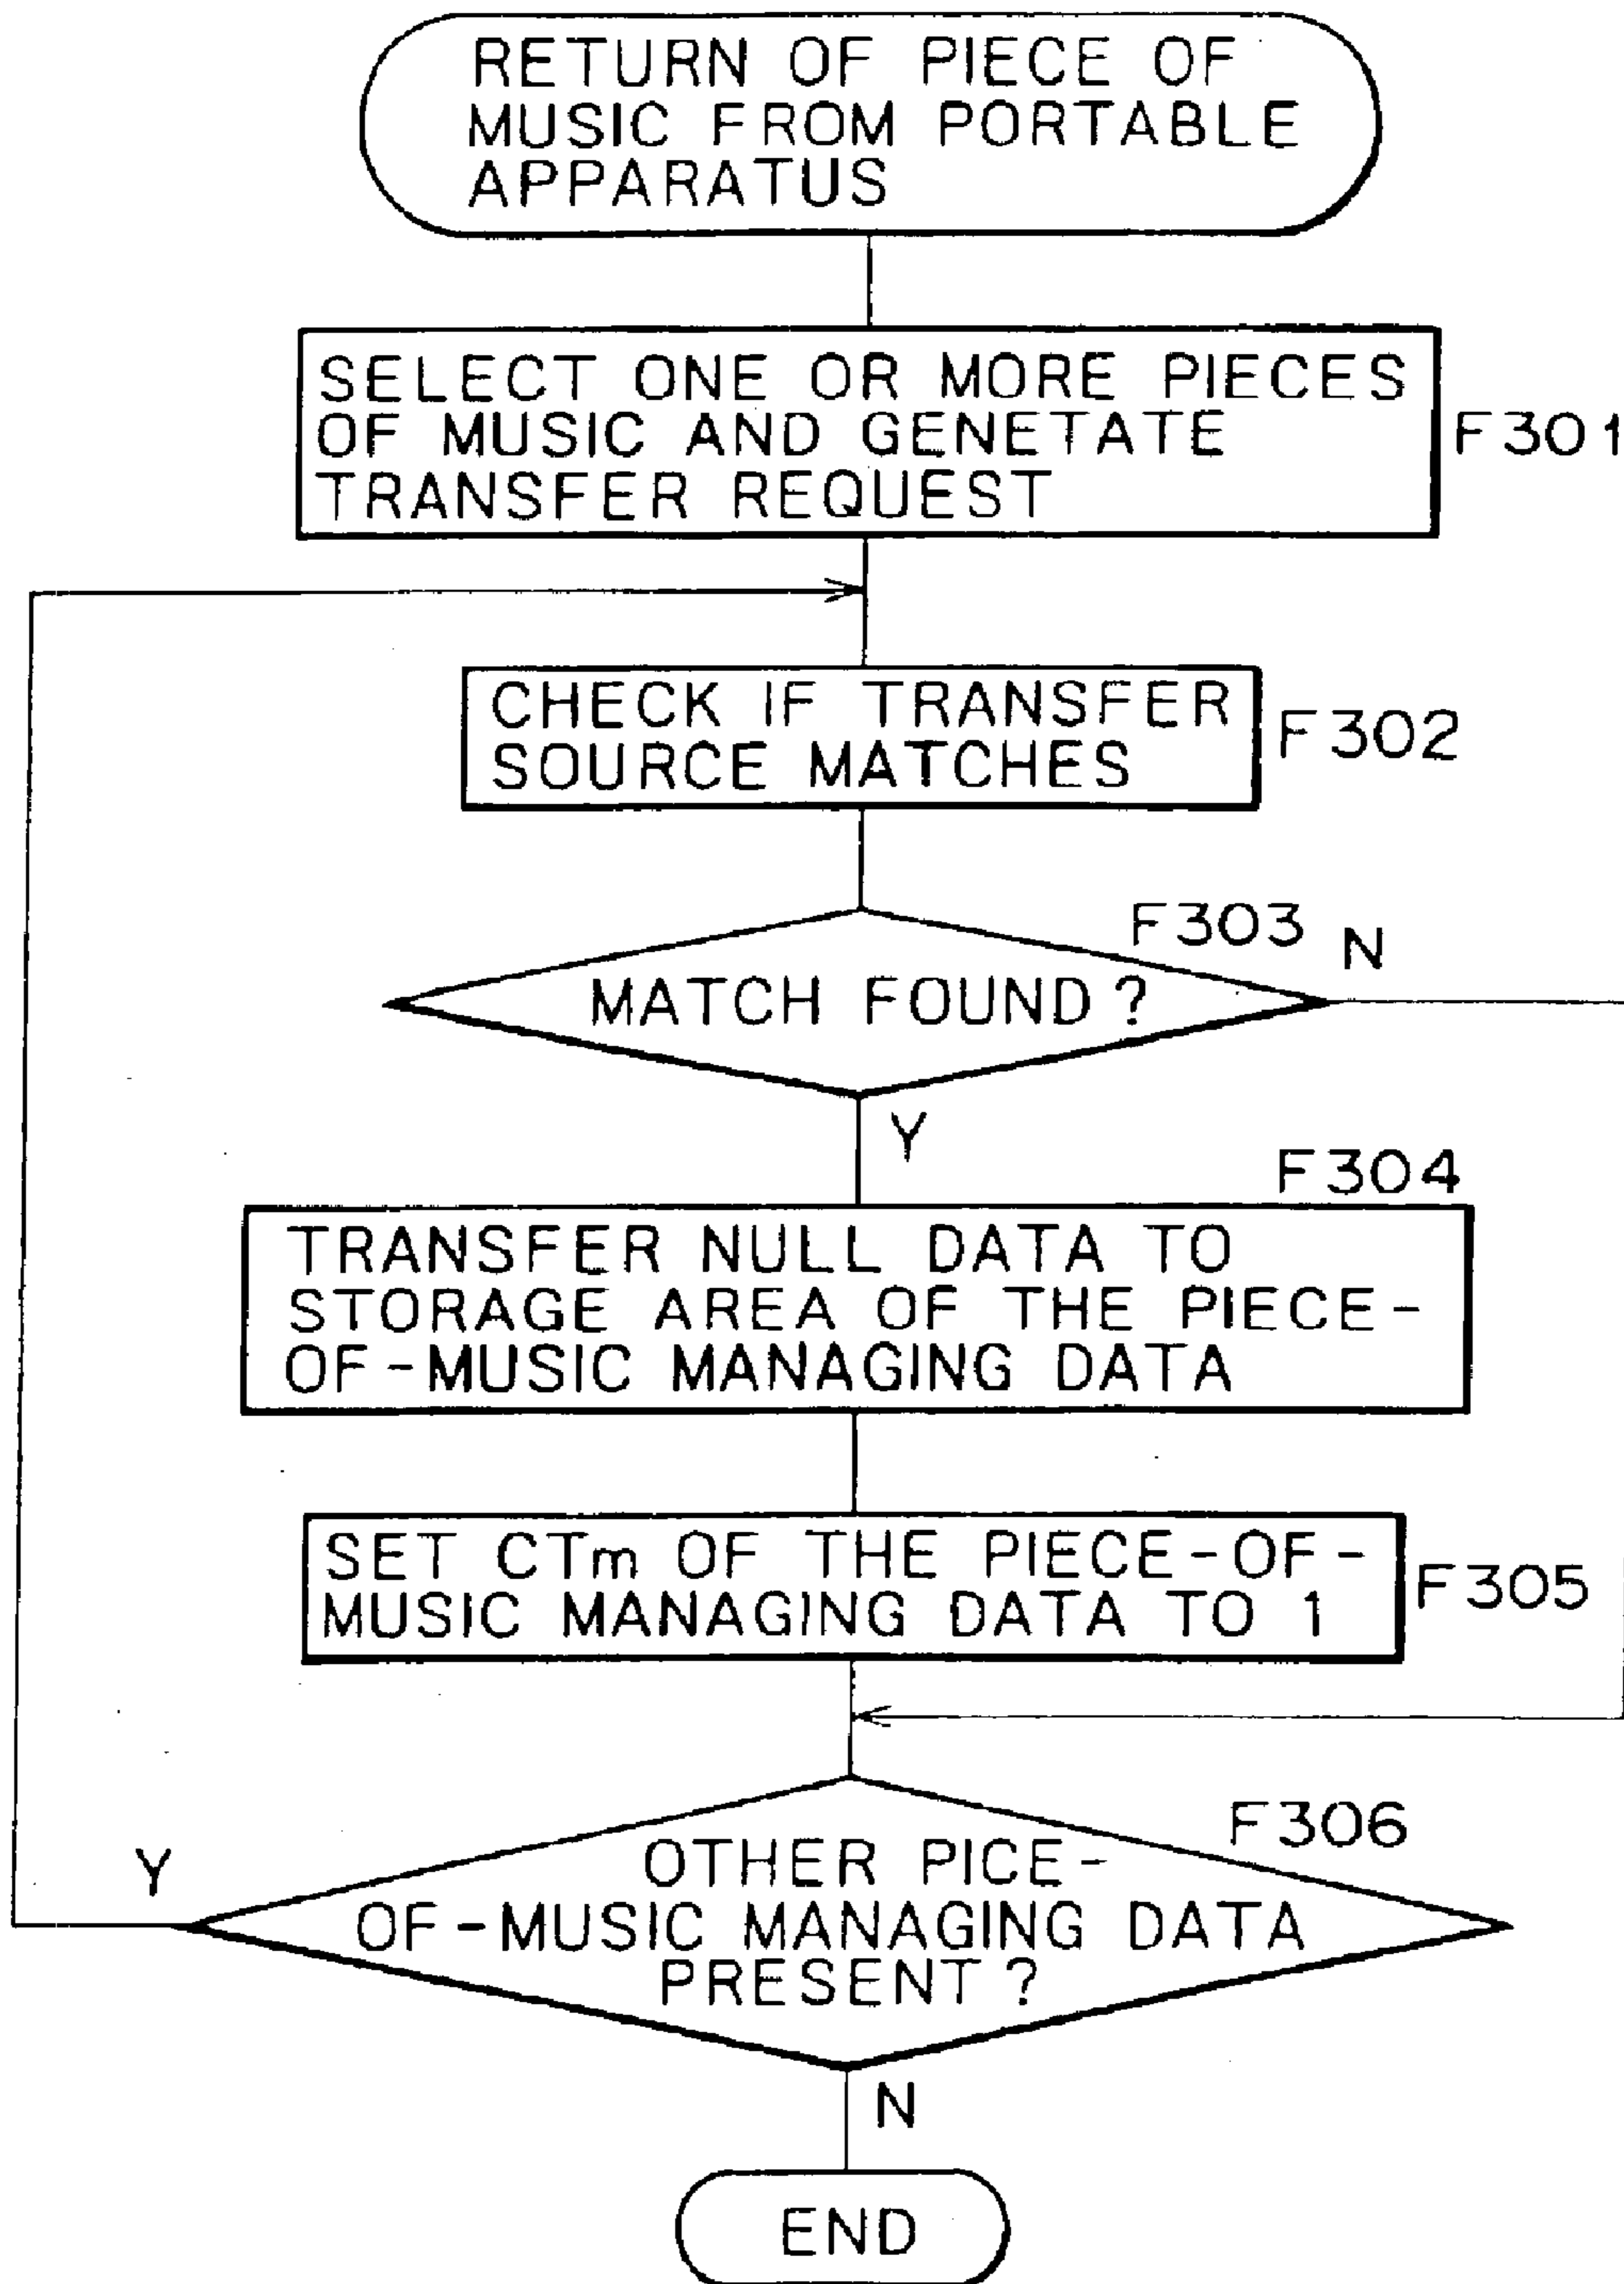 RETURN OF PIECE OF
MUSIC FROM PORTABLE
APPARATUS
SELECT ONE OR MORE PIECES
OF MUSIC AND GENETATE
TRANSFER REQUEST
F301
CHECK IF TRANSFER
SOURCE MATCHES
F302
F303
N
MATCH FOUND?
Y
F304
TRANSFER NULL DATA TO
STORAGE AREA OF THE PIECE-
OF-MUSIC MANAGING DATA
SET CTm OF THE PIECE-OF-
MUSIC MANAGING DATA TO 1
F305
F306
Y
OTHER PICE-
OF-MUSIC MANAGING DATA
PRESENT?
N
END